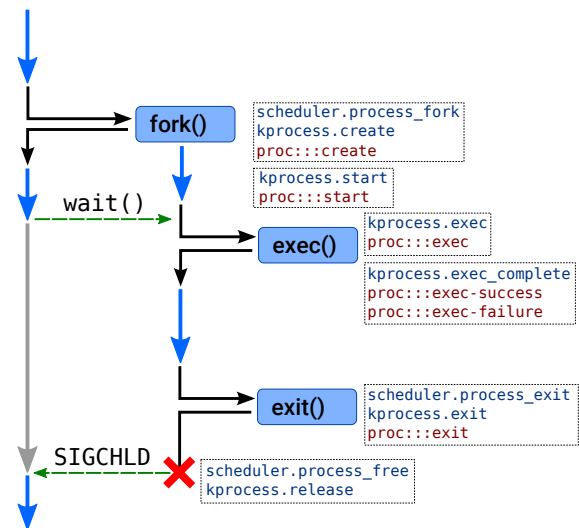 fork()
scheduler.process_fork
kprocess.create
proc:::create
kprocess.start
proc:::start
wait()
exec()
kprocess.exec
proc:::exec
kprocess.exec_complete
proc:::exec-success
proc:::exec-failure
exit()
scheduler.process_exit
kprocess.exit
proc:::exit
SIGCHLD
scheduler.process_free
kprocess.release